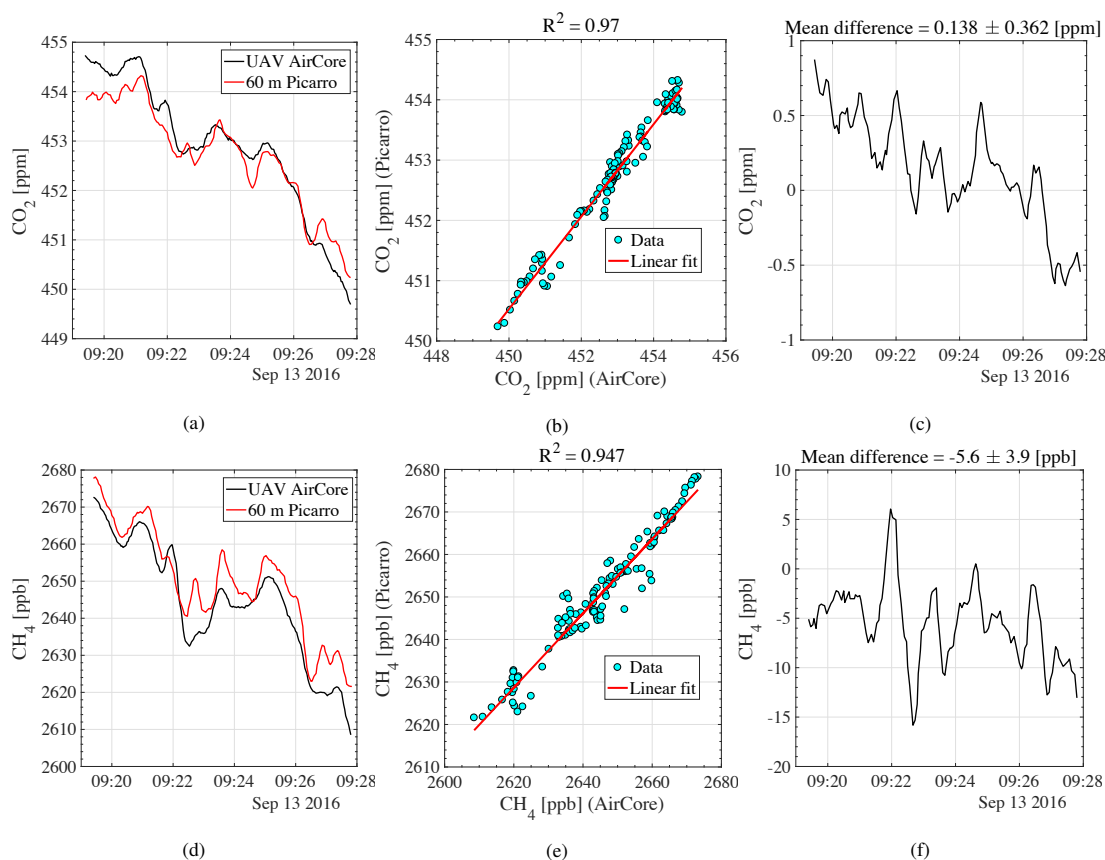 R² = 0.97
Mean difference = 0.138 ± 0.362 [ppm]
455
454
453
452
451
450
449
CO₂ [ppm]
UAV AirCore
60 m Picarro
09:20 09:22 09:24 09:26 09:28
Sep 13 2016
(a)
455
454
453
452
451
450
CO₂ [ppm] (Picarro)
Data
Linear fit
448 450 452 454 456
CO₂ [ppm] (AirCore)
(b)
1
0.5
0
-0.5
-1
CO₂ [ppm]
09:20 09:22 09:24 09:26 09:28
Sep 13 2016
(c)
R² = 0.947
Mean difference = -5.6 ± 3.9 [ppb]
2680
2670
2660
2650
2640
2630
2620
2610
2600
CH₄ [ppb]
UAV AirCore
60 m Picarro
09:20 09:22 09:24 09:26 09:28
Sep 13 2016
(d)
2680
2670
2660
2650
2640
2630
2620
2610
CH₄ [ppb] (Picarro)
Data
Linear fit
2600 2620 2640 2660 2680
CH₄ [ppb] (AirCore)
(e)
10
5
0
-5
-10
-15
-20
CH₄ [ppb]
09:20 09:22 09:24 09:26 09:28
Sep 13 2016
(f)